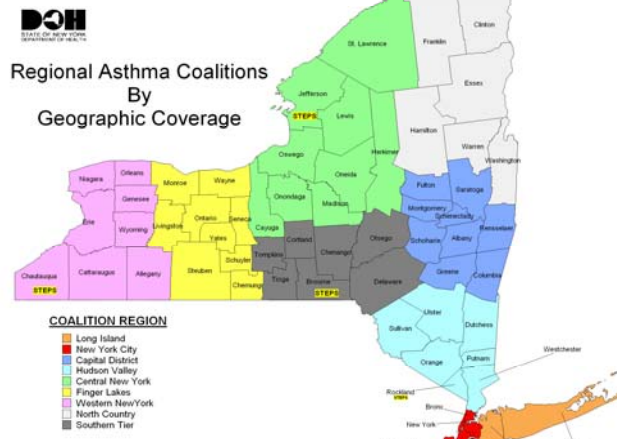 DOH
STATE OF NEW YORK
DEPARTMENT OF HEALTH
Regional Asthma Coalitions
By
Geographic Coverage
Clinton
Franklin
St. Lawrence
Essex
Jefferson
STEPS
Lewis
Hamilton
Warren
Washington
Herkimer
Oswego
Oneida
Orleans
Niagara
Monroe
Wayne
Fulton
Saratoga
Genesee
Onondaga
Madison
Montgomery
Schenectady
Rensselaer
Erie
Wyoming
Livingston
Ontario
Seneca
Cayuga
Yates
Otsego
Schoharie
Albany
Cortland
Chenango
Tompkins
Schuyler
Chautauqua
STEPS
Cattaraugus
Allegany
Steuben
Chemung
Tioga
Broome
STEPS
Delaware
Greene
Columbia
Ulster
Sullivan
Dutchess
Orange
Putnam
Westchester
Rockland
STEPS
Bronx
New York
COALITION REGION
Long Island
New York City
Capital District
Hudson Valley
Central New York
Finger Lakes
Western NewYork
North Country
Southern Tier